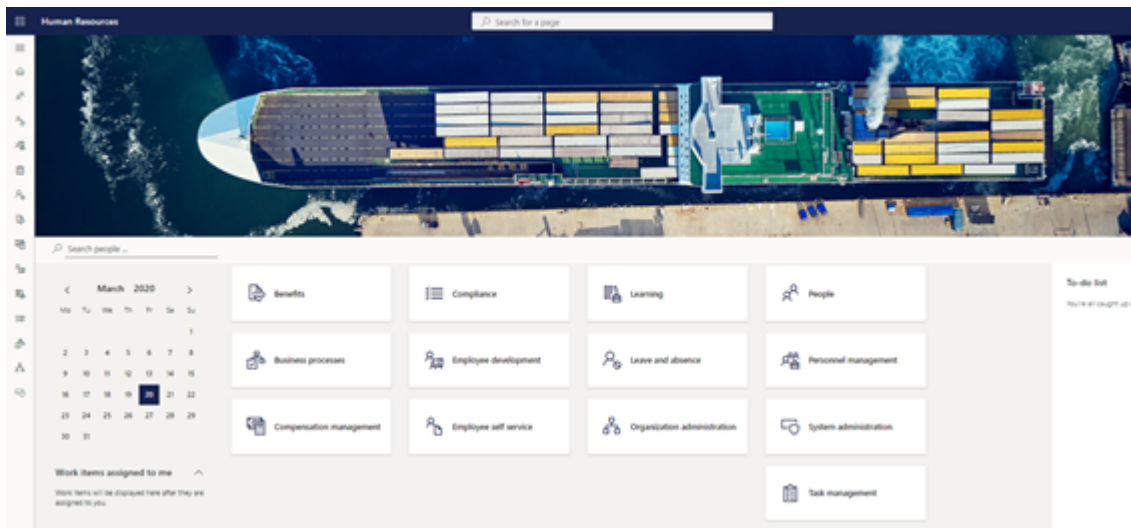 Human Resources
Search for a page
Search people ...
March 2020
Mo Tu We Th Fr Sa Su
1
2 3 4 5 6 7 8
9 10 11 12 13 14 15
16 17 18 19 20 21 22
23 24 25 26 27 28 29
30 31
Work items assigned to me
Work items will be displayed here after they are
assigned to you.
Benefits
Compliance
Learning
People
Business processes
Employee development
Leave and absence
Personnel management
Compensation management
Employee self service
Organization administration
System administration
Task management
To-do list
You're all caught up